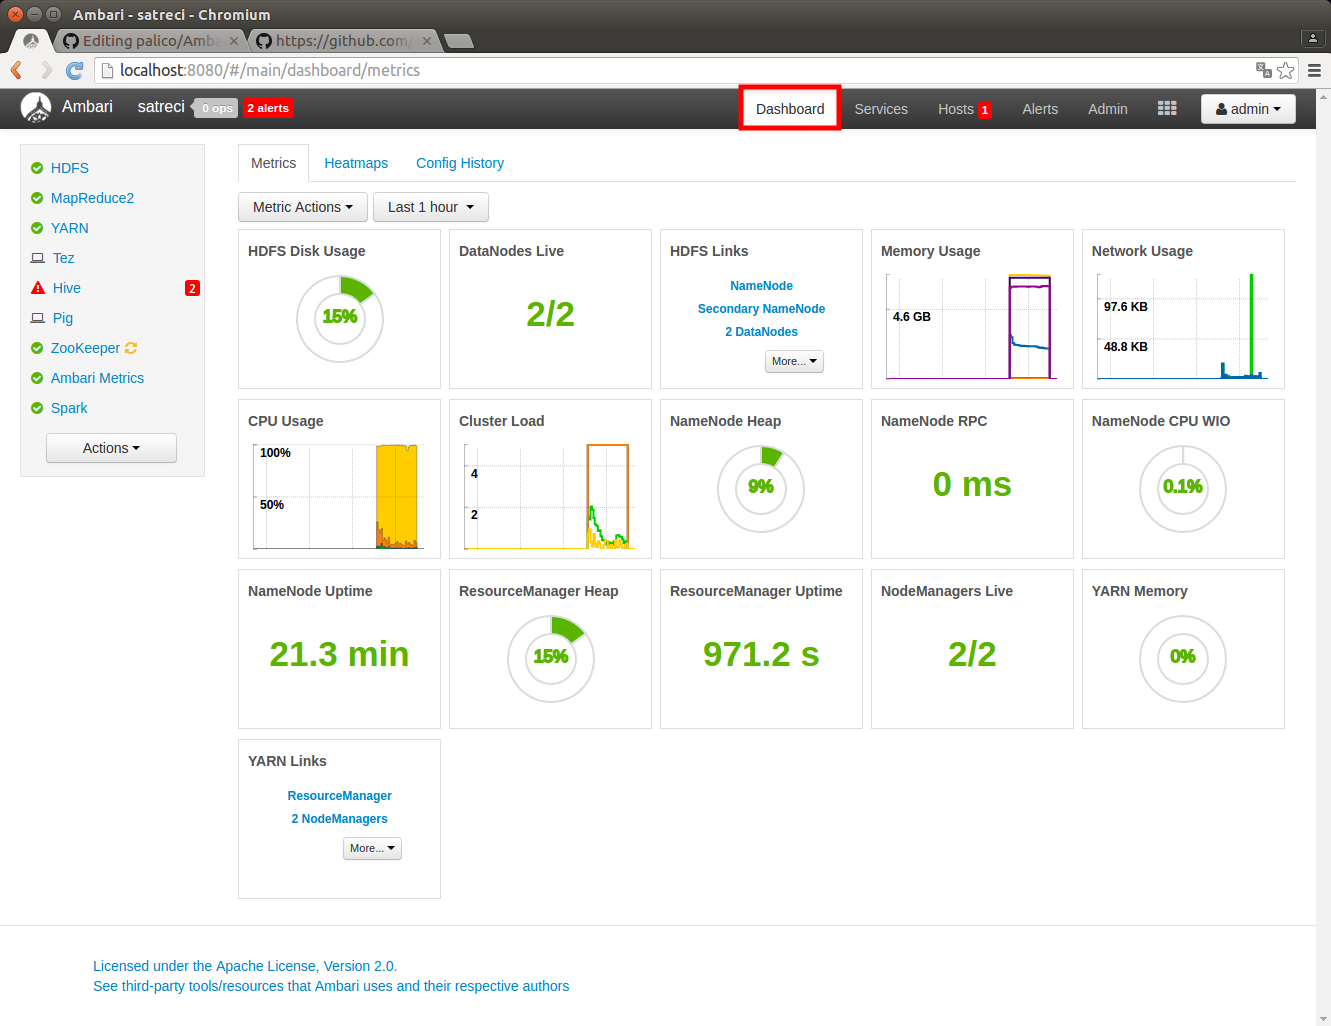 Ambari - satreci - Chromium
Editing palico/Amba
https://github.com/
localhost:8080/#/main/dashboard/metrics
Ambari satreci 0 ops 2 alerts Dashboard Services Hosts 1 Alerts Admin admin
HDFS
MapReduce2
YARN
Tez
Hive 2
Pig
ZooKeeper
Ambari Metrics
Spark
Actions
Metrics Heatmaps Config History
Metric Actions Last 1 hour
HDFS Disk Usage
15%
DataNodes Live
2/2
HDFS Links
NameNode
Secondary NameNode
2 DataNodes
More...
Memory Usage
4.6 GB
Network Usage
97.6 KB
48.8 KB
CPU Usage
100%
50%
Cluster Load
4
2
NameNode Heap
9%
NameNode RPC
0 ms
NameNode CPU WIO
0.1%
NameNode Uptime
21.3 min
ResourceManager Heap
15%
ResourceManager Uptime
971.2 s
NodeManagers Live
2/2
YARN Memory
0%
YARN Links
ResourceManager
2 NodeManagers
More...
Licensed under the Apache License, Version 2.0.
See third-party tools/resources that Ambari uses and their respective authors